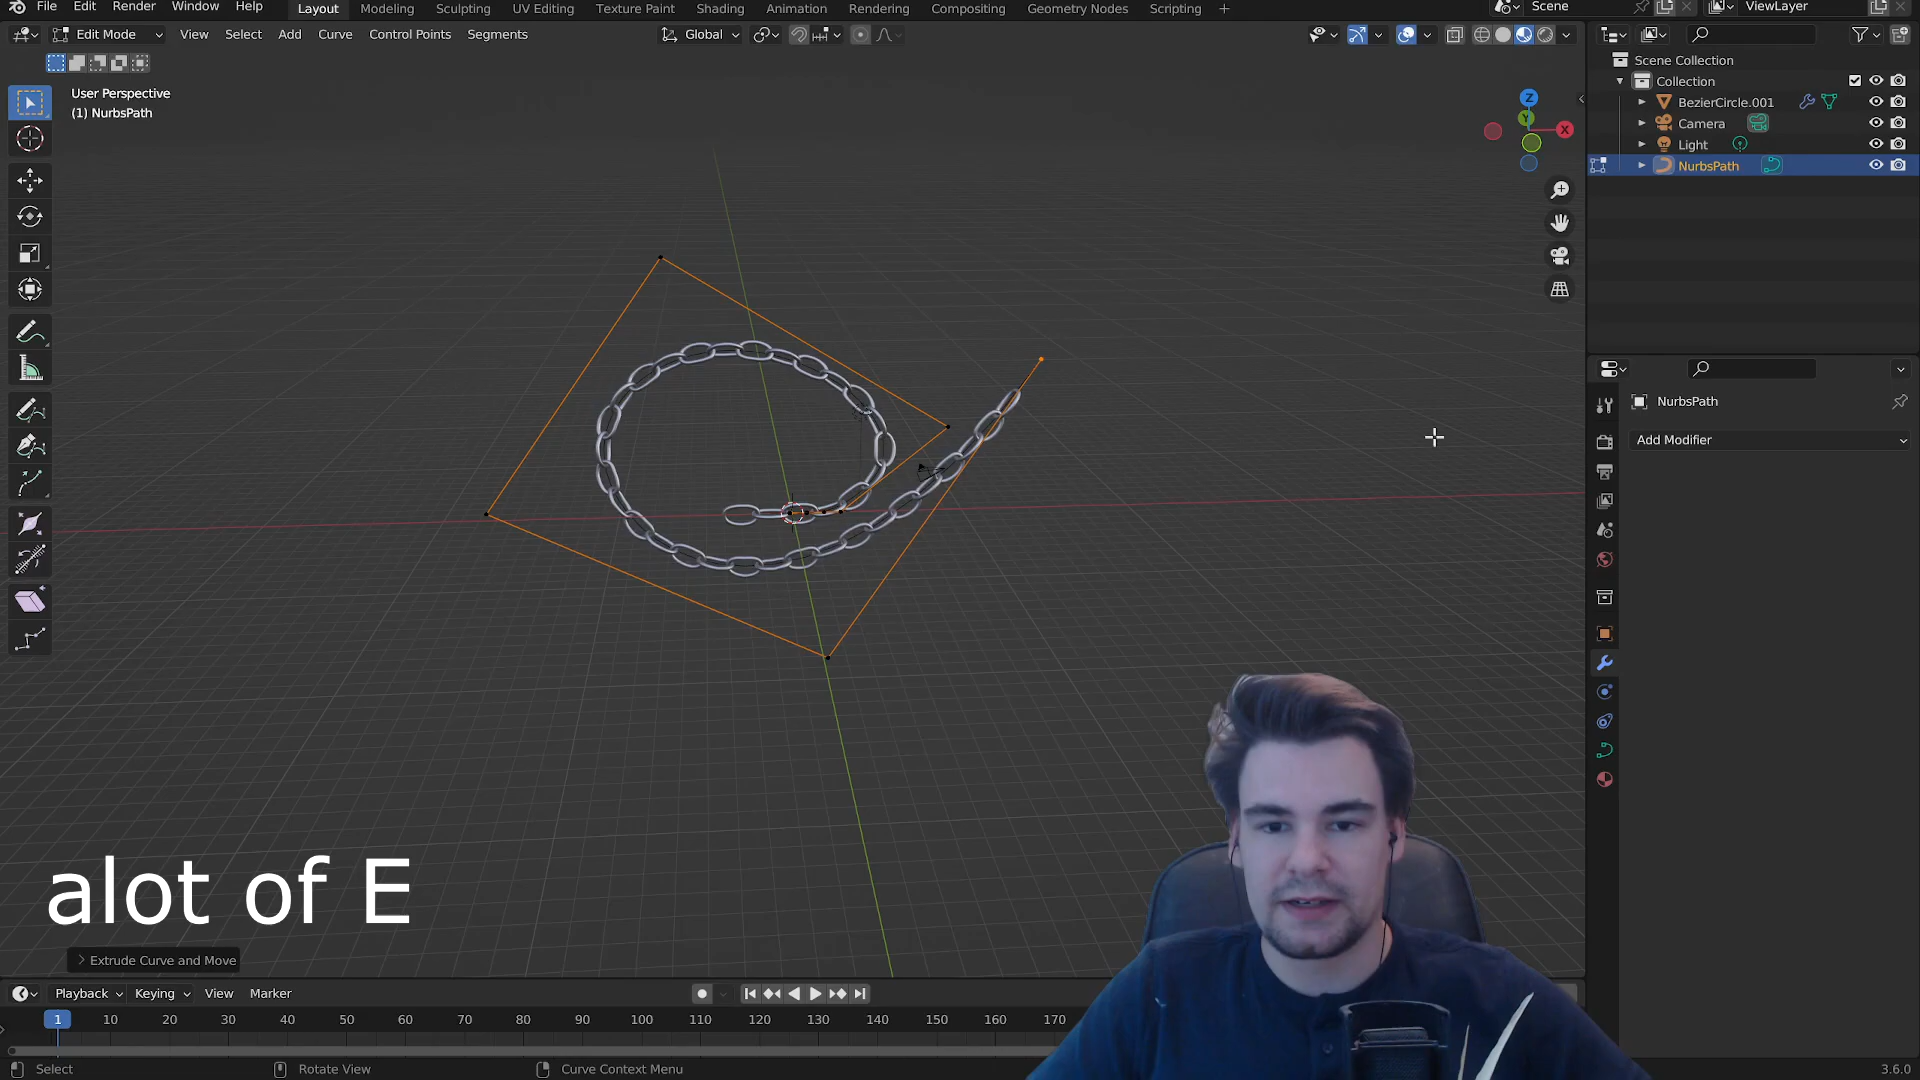 File Edit Render Window Help Layout Modeling Sculpting UV Editing Texture Paint Shading Animation Rendering Compositing Geometry Nodes Scripting + Scene ViewLayer
Edit Mode View Select Add Curve Control Points Segments Global
User Perspective
(1) NurbsPath
Z
Y
X
Scene Collection
Collection
BezierCircle.001
Camera
Light
NurbsPath
NurbsPath
Add Modifier
alot of E
Extrude Curve and Move
Playback Keying View Marker
1 10 20 30 40 50 60 70 80 90 100 110 120 130 140 150 160 170
Select Rotate View Curve Context Menu 3.6.0